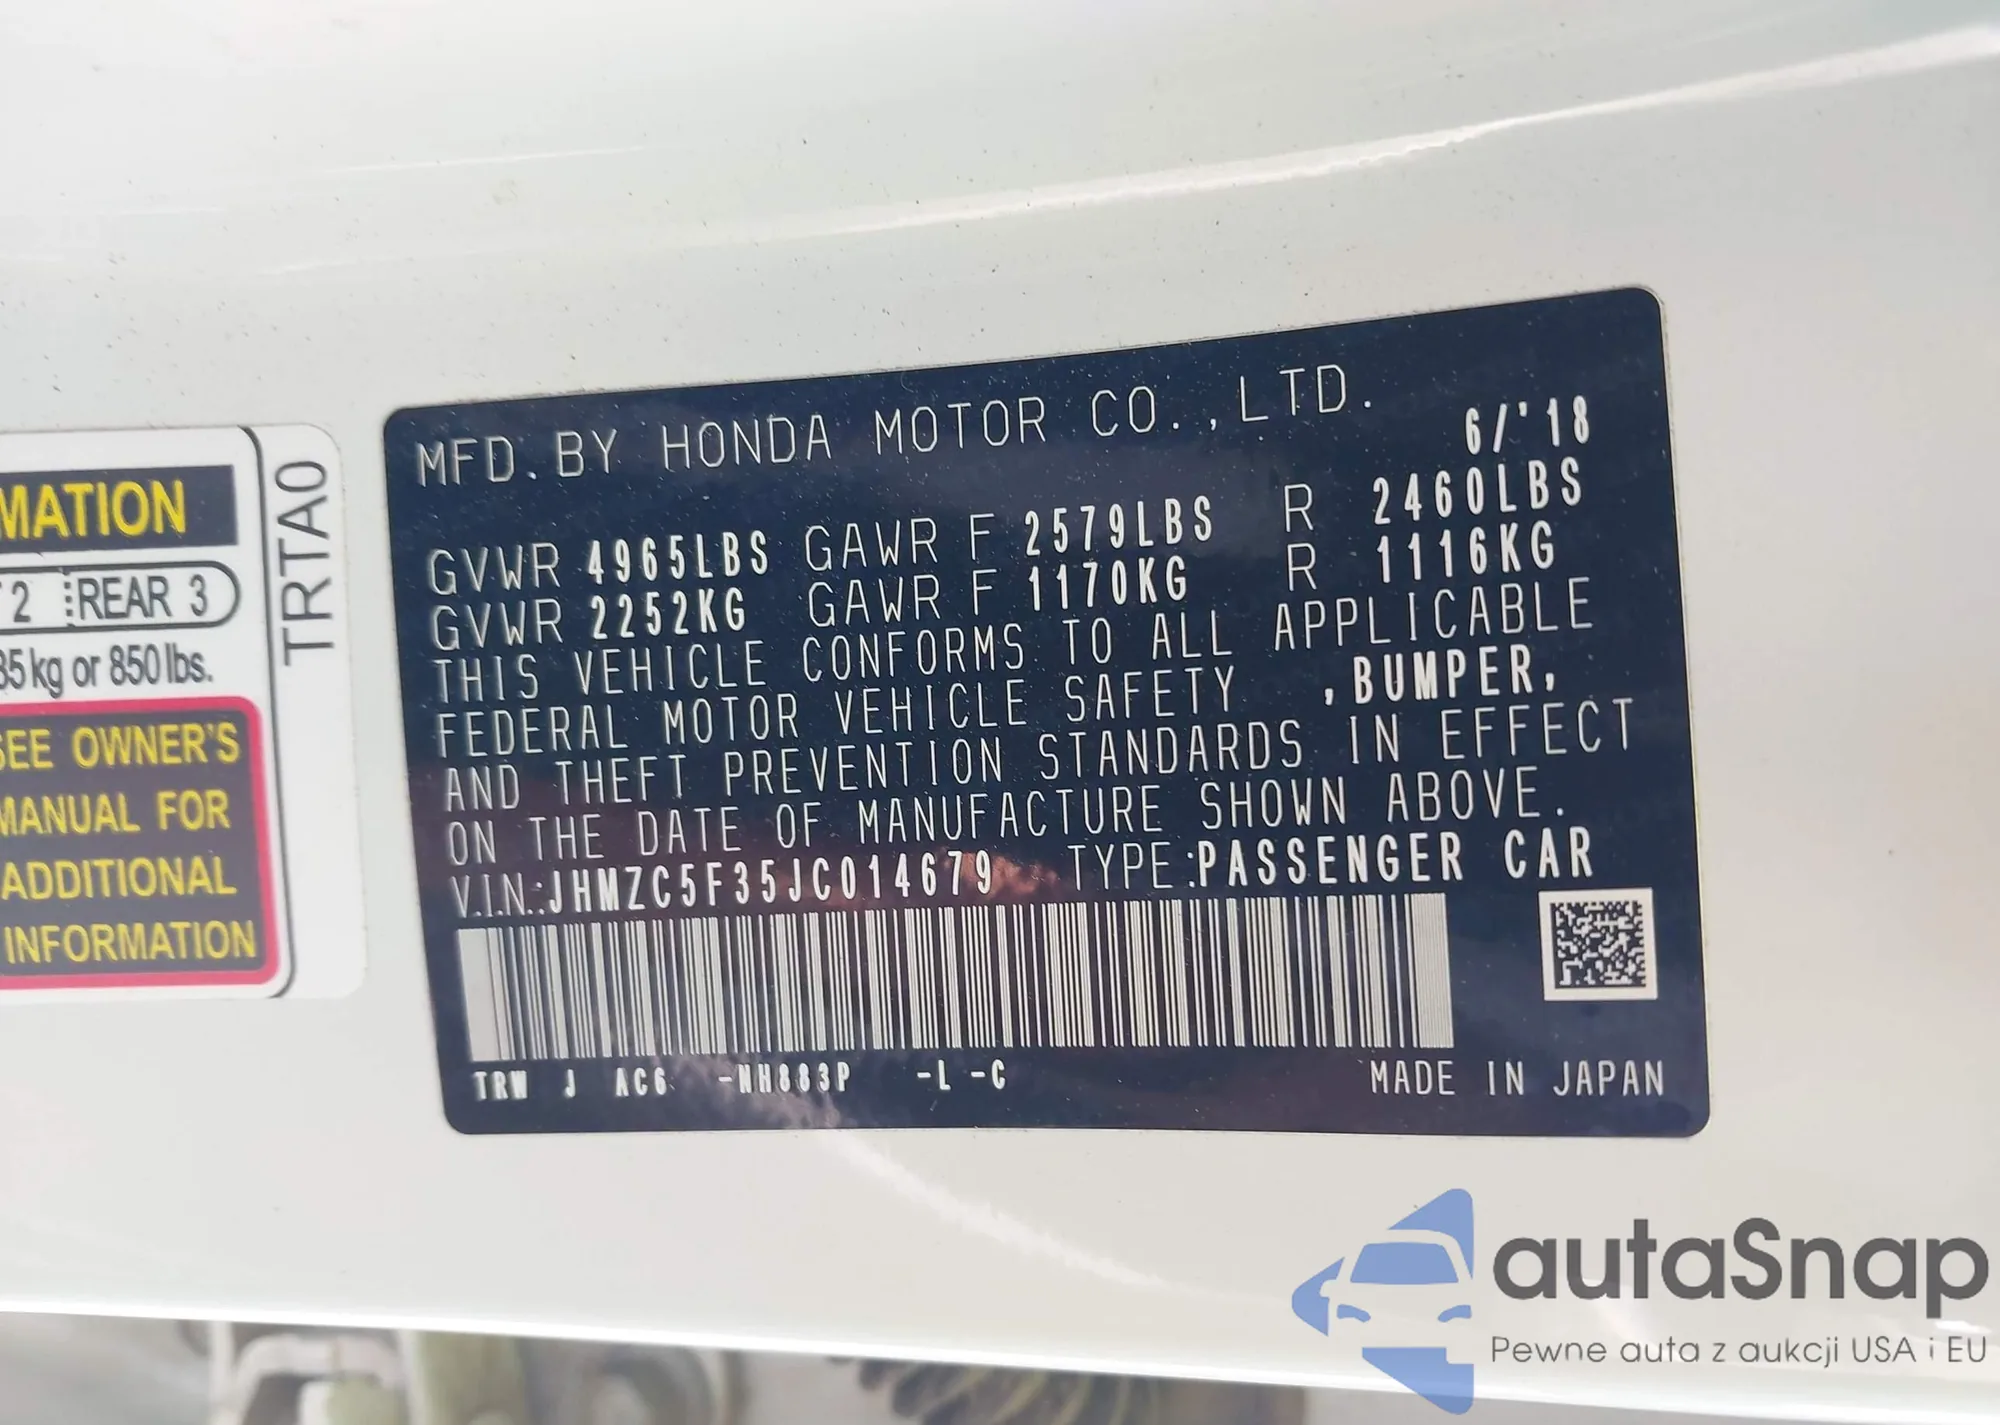 MATION
2 REAR 3
35 kg or 850 lbs.
SEE OWNER'S
MANUAL FOR
ADDITIONAL
INFORMATION
TRTA0
MFD. BY HONDA MOTOR CO., LTD.
6/'18
GVWR 4965LBS GAWR F 2579LBS R 2460LBS
GVWR 2252KG GAWR F 1170KG R 1116KG
THIS VEHICLE CONFORMS TO ALL APPLICABLE
FEDERAL MOTOR VEHICLE SAFETY , BUMPER,
AND THEFT PREVENTION STANDARDS IN EFFECT
ON THE DATE OF MANUFACTURE SHOWN ABOVE.
V.I.N.: JHMZC5F35JC014679 TYPE: PASSENGER CAR
TRW J AC6 -NH883P -L -C MADE IN JAPAN
autaSnap
Pewne auta z aukcji USA i EU